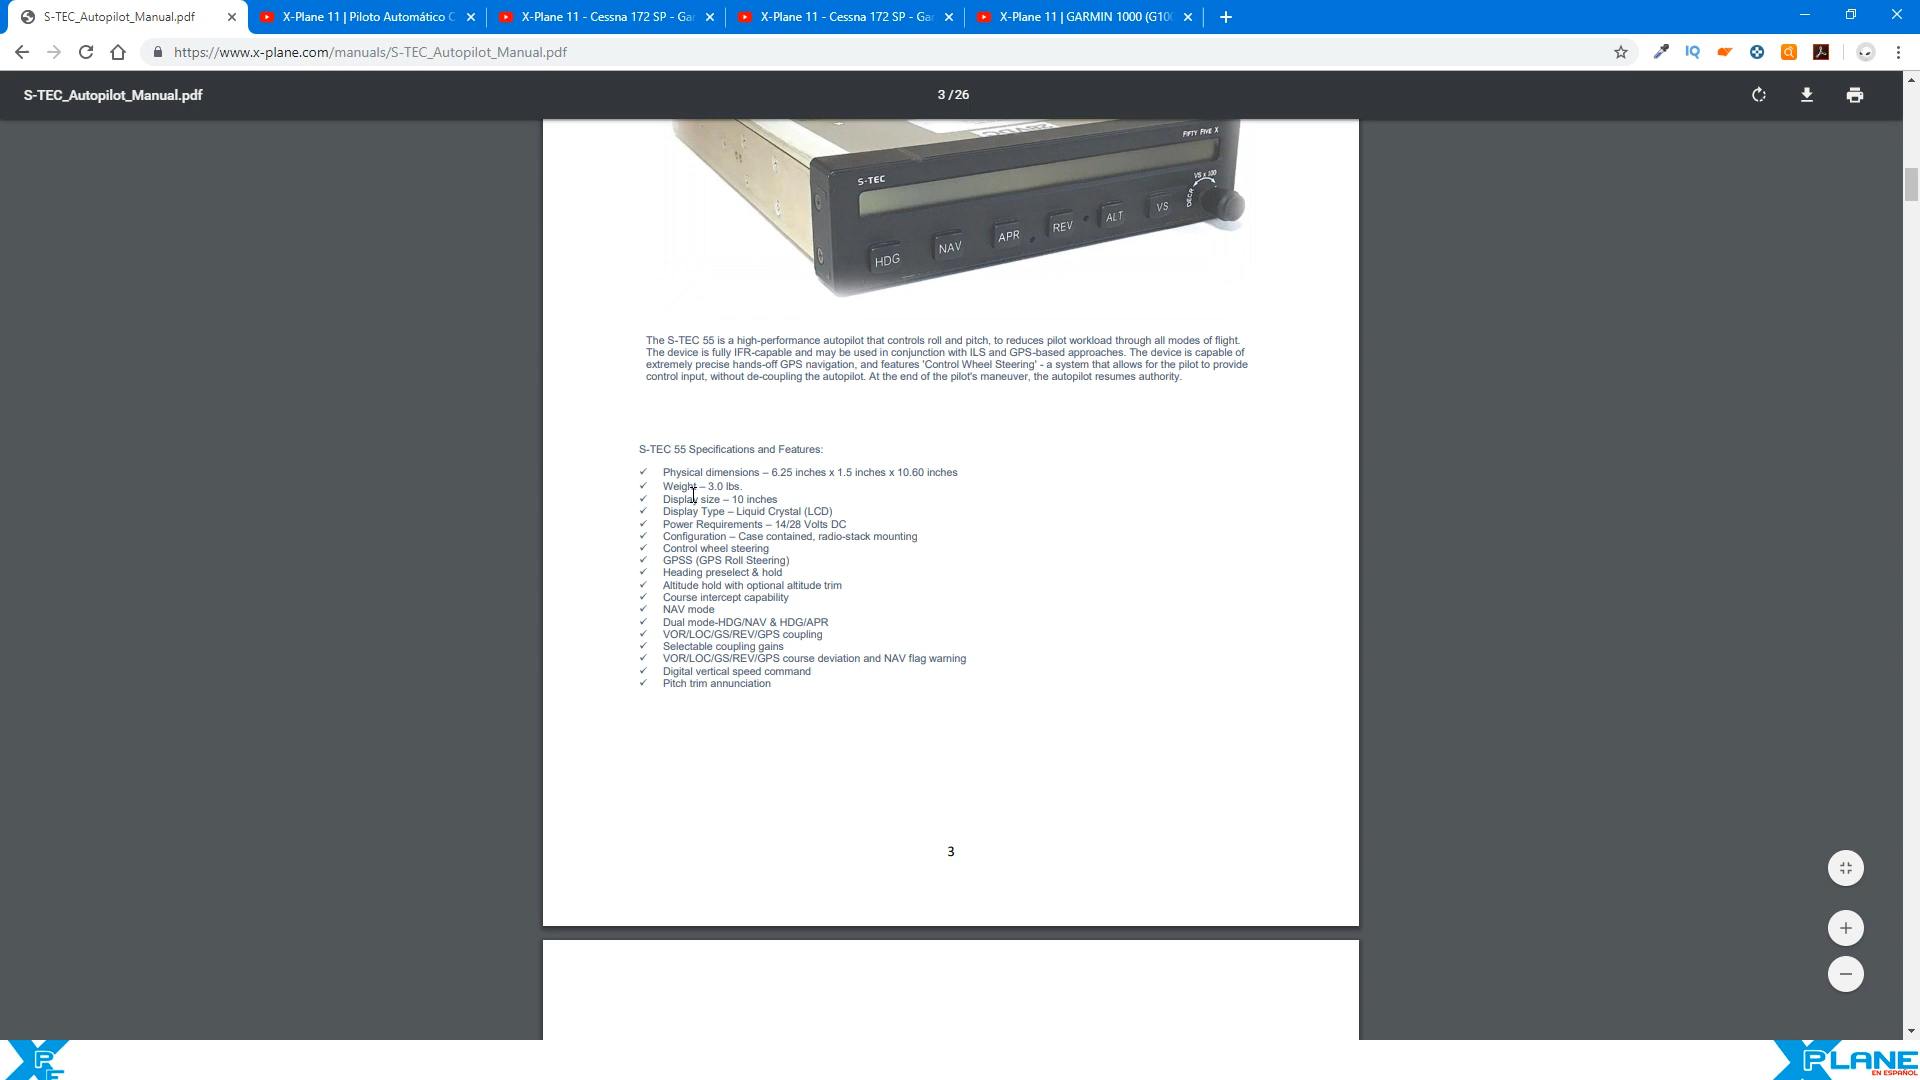 S-TEC_Autopilot_Manual.pdf
X-Plane 11 | Piloto Automático C
X-Plane 11 - Cessna 172 SP - Gar
X-Plane 11 - Cessna 172 SP - Gar
X-Plane 11 | GARMIN 1000 (G100
https://www.x-plane.com/manuals/S-TEC_Autopilot_Manual.pdf
IQ
S-TEC_Autopilot_Manual.pdf
3 / 26
FIFTY FIVE X
S-TEC
VS x 100
DECR
HDG NAV APR REV ALT VS
The S-TEC 55 is a high-performance autopilot that controls roll and pitch, to reduces pilot workload through all modes of flight.
The device is fully IFR-capable and may be used in conjunction with ILS and GPS-based approaches. The device is capable of
extremely precise hands-off GPS navigation, and features 'Control Wheel Steering' - a system that allows for the pilot to provide
control input, without de-coupling the autopilot. At the end of the pilot's maneuver, the autopilot resumes authority.
S-TEC 55 Specifications and Features:
✓ Physical dimensions – 6.25 inches x 1.5 inches x 10.60 inches
✓ Weight – 3.0 lbs.
✓ Display size – 10 inches
✓ Display Type – Liquid Crystal (LCD)
✓ Power Requirements – 14/28 Volts DC
✓ Configuration – Case contained, radio-stack mounting
✓ Control wheel steering
✓ GPSS (GPS Roll Steering)
✓ Heading preselect & hold
✓ Altitude hold with optional altitude trim
✓ Course intercept capability
✓ NAV mode
✓ Dual mode-HDG/NAV & HDG/APR
✓ VOR/LOC/GS/REV/GPS coupling
✓ Selectable coupling gains
✓ VOR/LOC/GS/REV/GPS course deviation and NAV flag warning
✓ Digital vertical speed command
✓ Pitch trim annunciation
3
XPE
XPLANE
EN ESPAÑOL